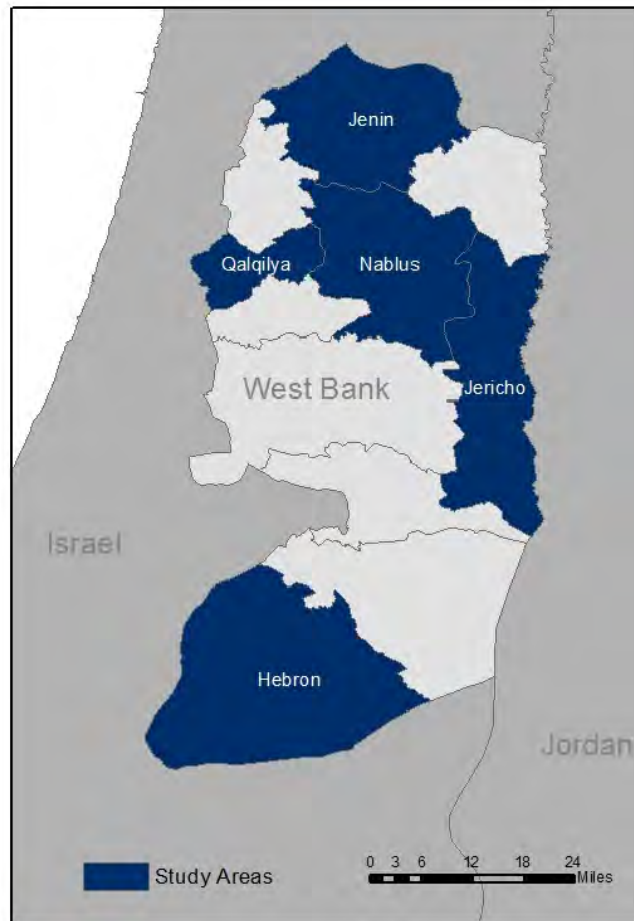 Jenin
Qalqilya
Nablus
West Bank
Jericho
Israel
Hebron
Jordan
Study Areas
0 3 6 12 18 24
Miles